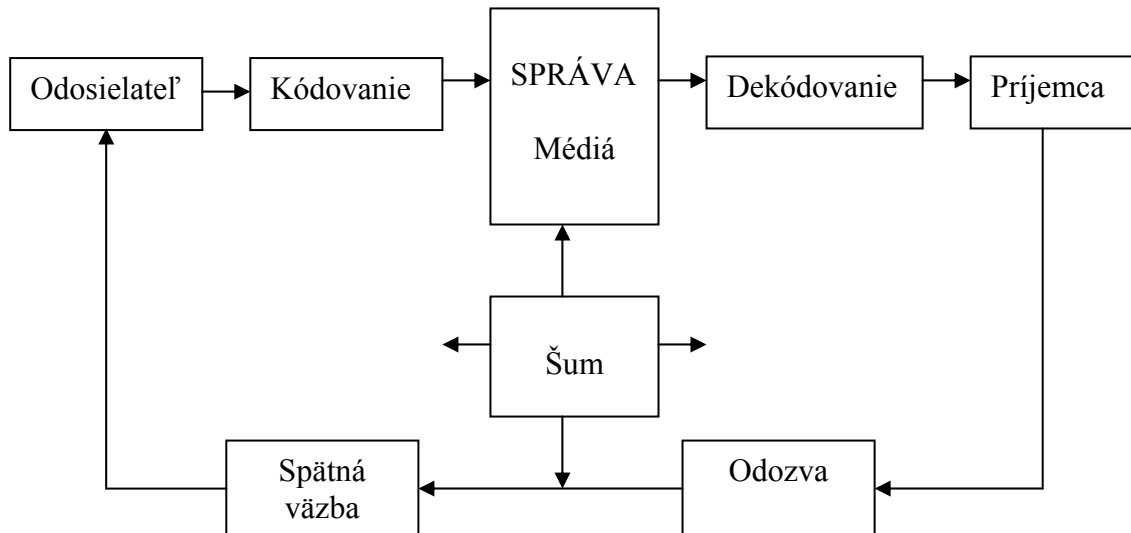 Odosielateľ
Kódovanie
SPRÁVA
Médiá
Dekódovanie
Príjemca
Šum
Spätná
väzba
Odozva